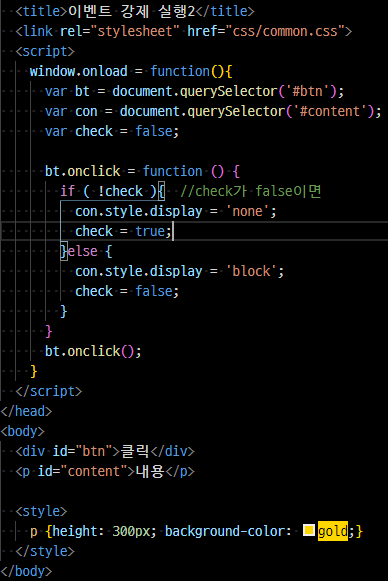 <title>이벤트 강제 실행2</title>
<link rel="stylesheet" href="css/common.css">
<script>
window.onload = function(){
var bt = document.querySelector('#btn');
var con = document.querySelector('#content');
var check = false;
bt.onclick = function () {
if ( !check ){ //check가 false이면
con.style.display = 'none';
check = true;
}else {
con.style.display = 'block';
check = false;
}
}
bt.onclick();
}
</script>
</head>
<body>
<div id="btn">클릭</div>
<p id="content">내용</p>
<style>
p {height: 300px; background-color: gold;}
</style>
</body>